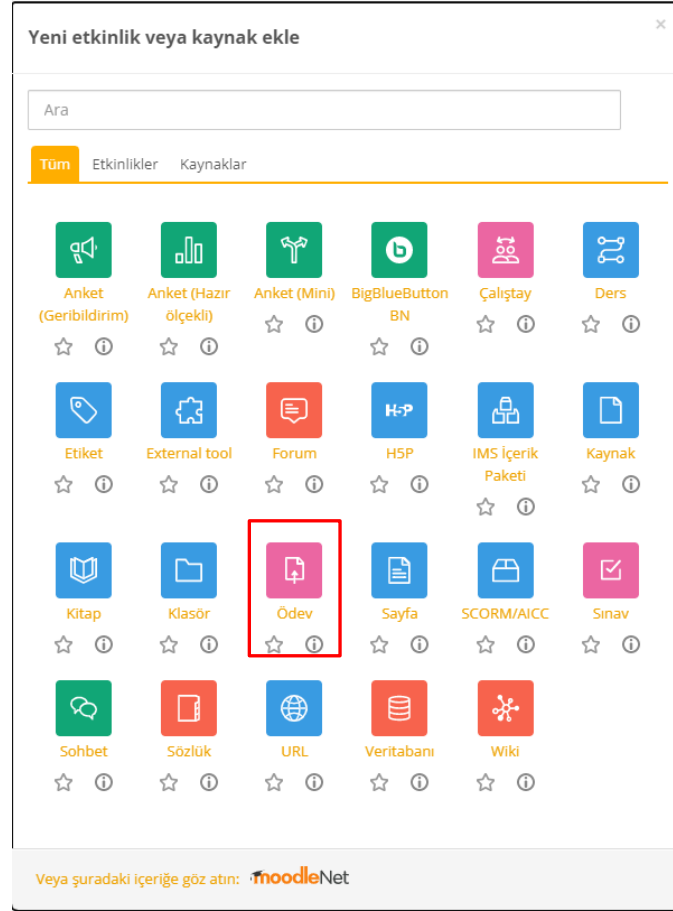 Yeni etkinlik veya kaynak ekle
×
Ara
Tüm Etkinlikler Kaynaklar
Anket (Geribildirim)
Anket (Hazır ölçekli)
Anket (Mini)
BigBlueButton BN
Çalıştay
Ders
Etiket
External tool
Forum
H5P
H5P
IMS İçerik Paketi
Kaynak
Kitap
Klasör
Ödev
Sayfa
SCORM/AICC
Sınav
Sohbet
Sözlük
URL
Veritabanı
Wiki
Veya şuradaki içeriğe göz atın: moodleNet